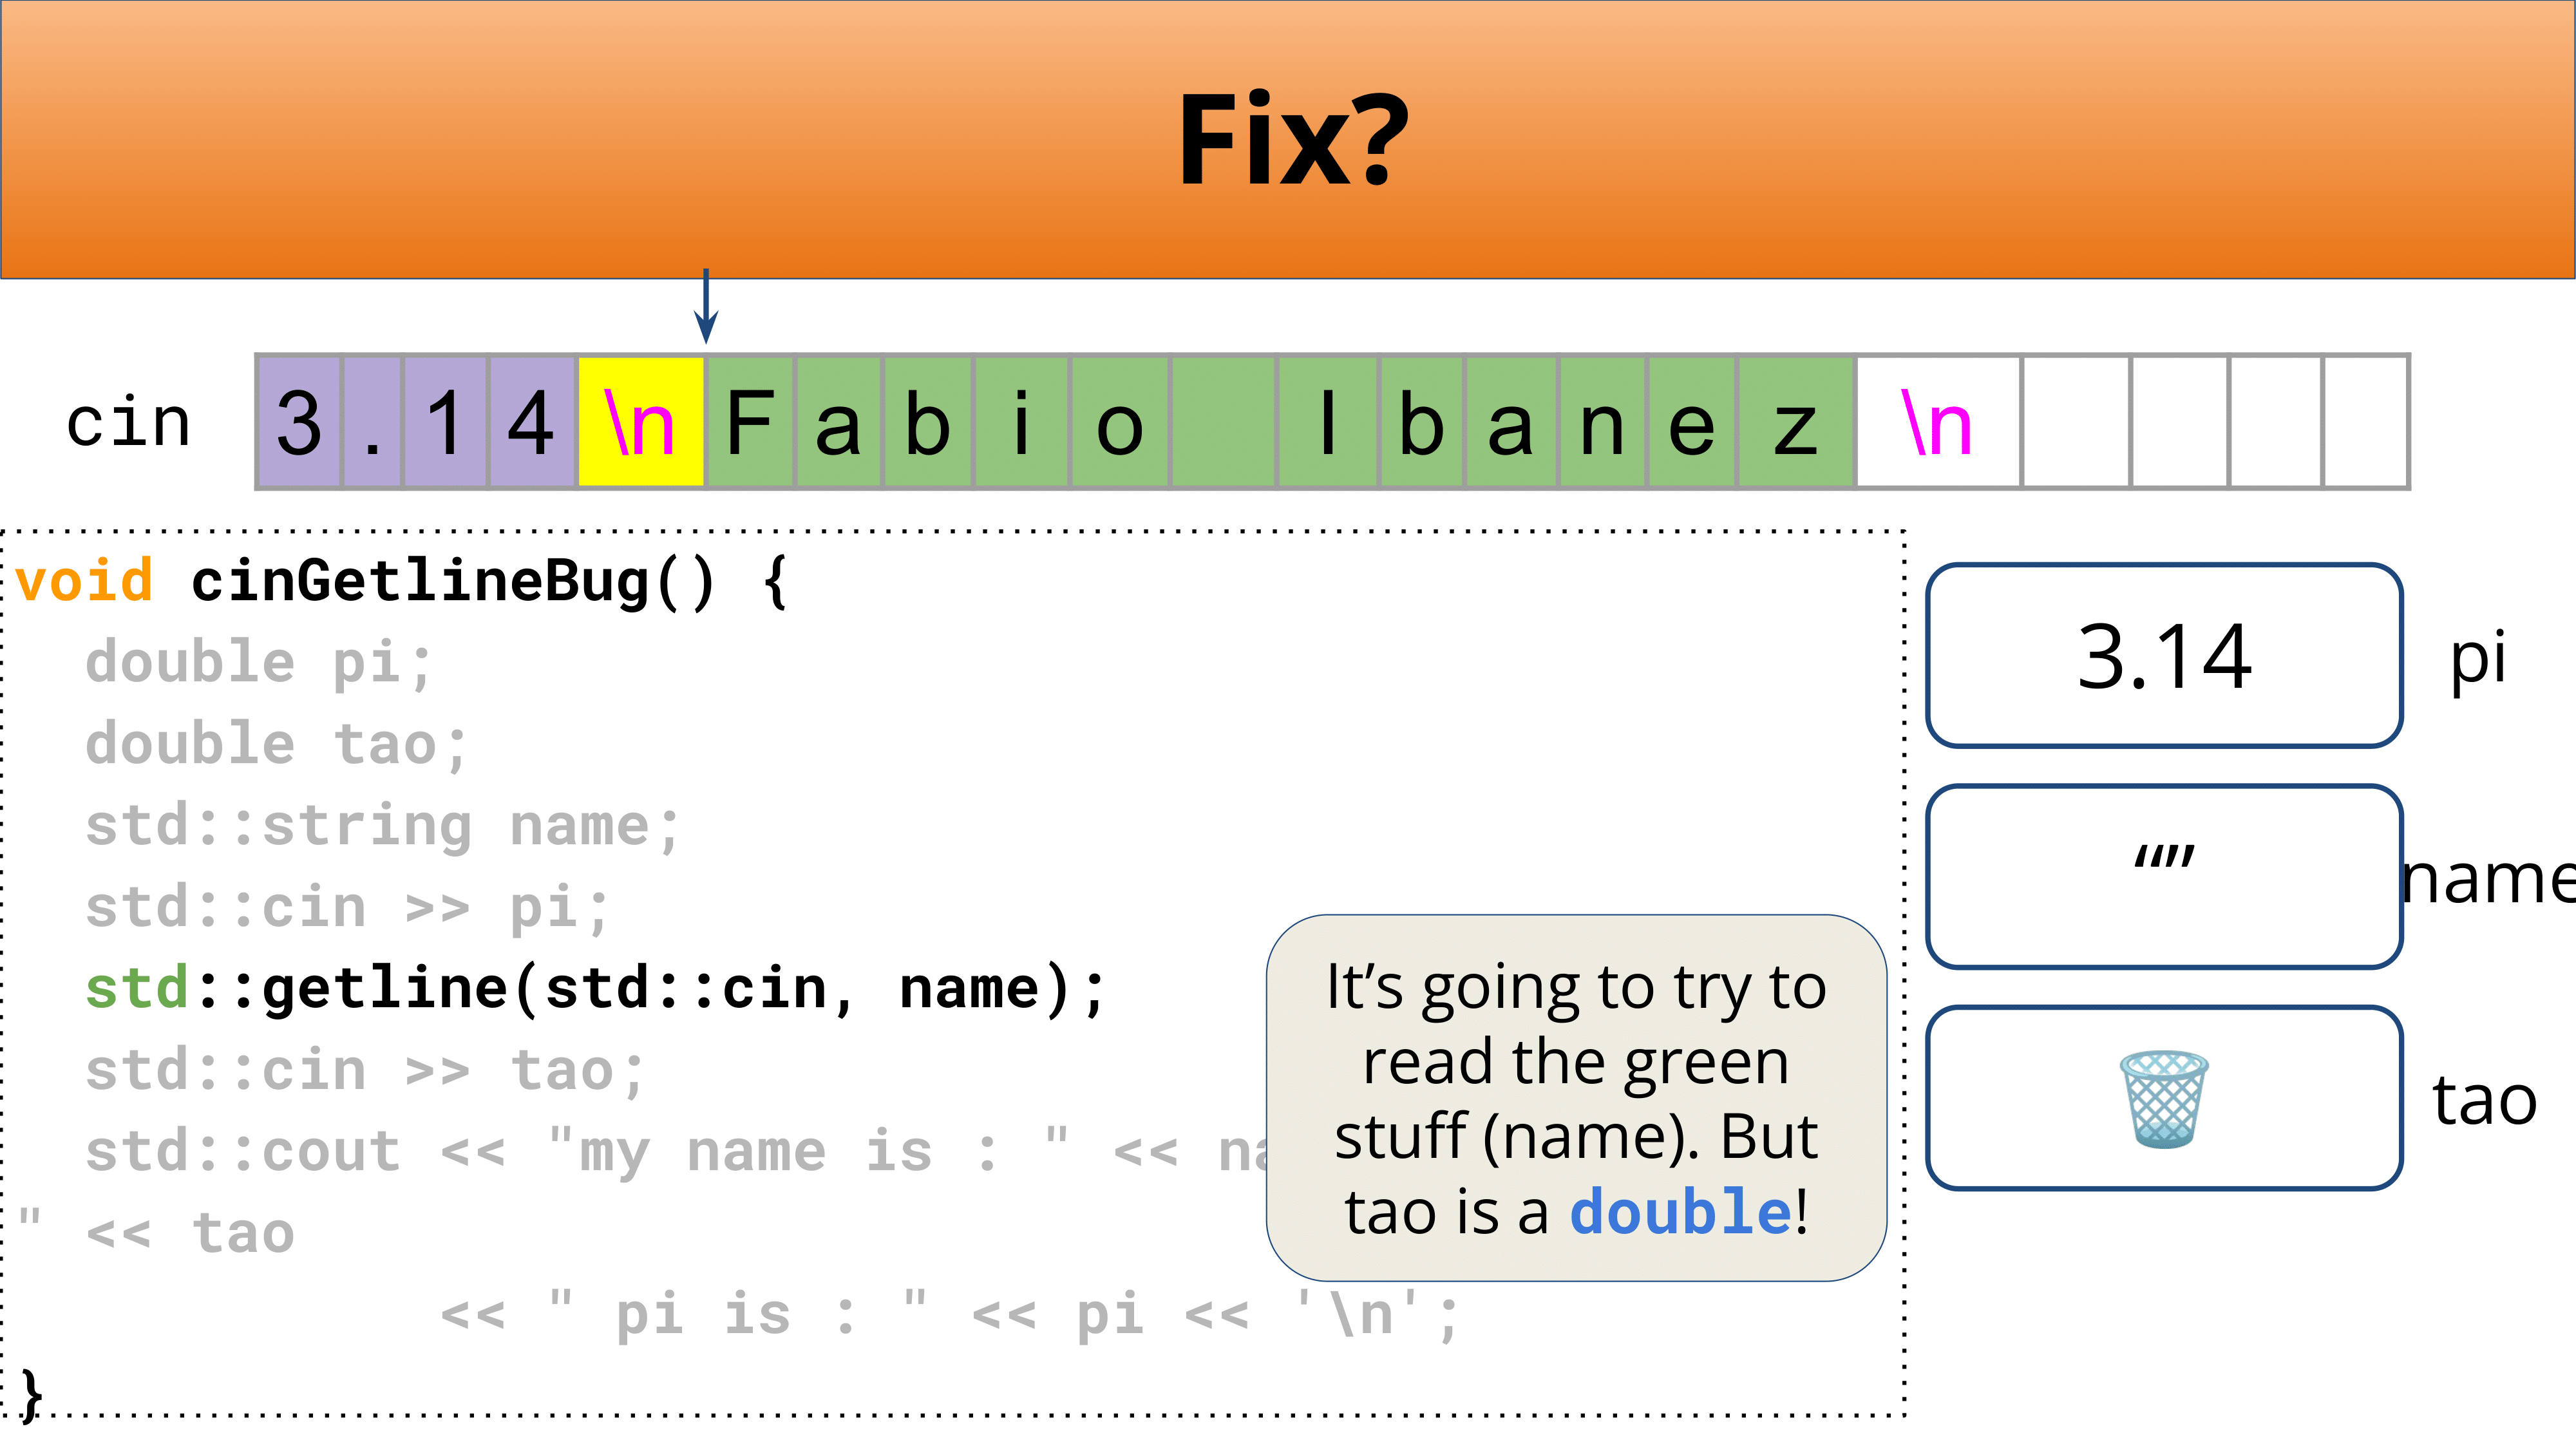 Fix?
cin 3 . 1 4 \n F a b i o I b a n e z \n
void cinGetlineBug() {
double pi;
double tao;
std::string name;
std::cin >> pi;
std::getline(std::cin, name);
std::cin >> tao;
std::cout << "my name is : " << na
" << tao
<< " pi is : " << pi << '\n';
}
It’s going to try to
read the green
stuff (name). But
tao is a double!
3.14 pi
“” name
tao